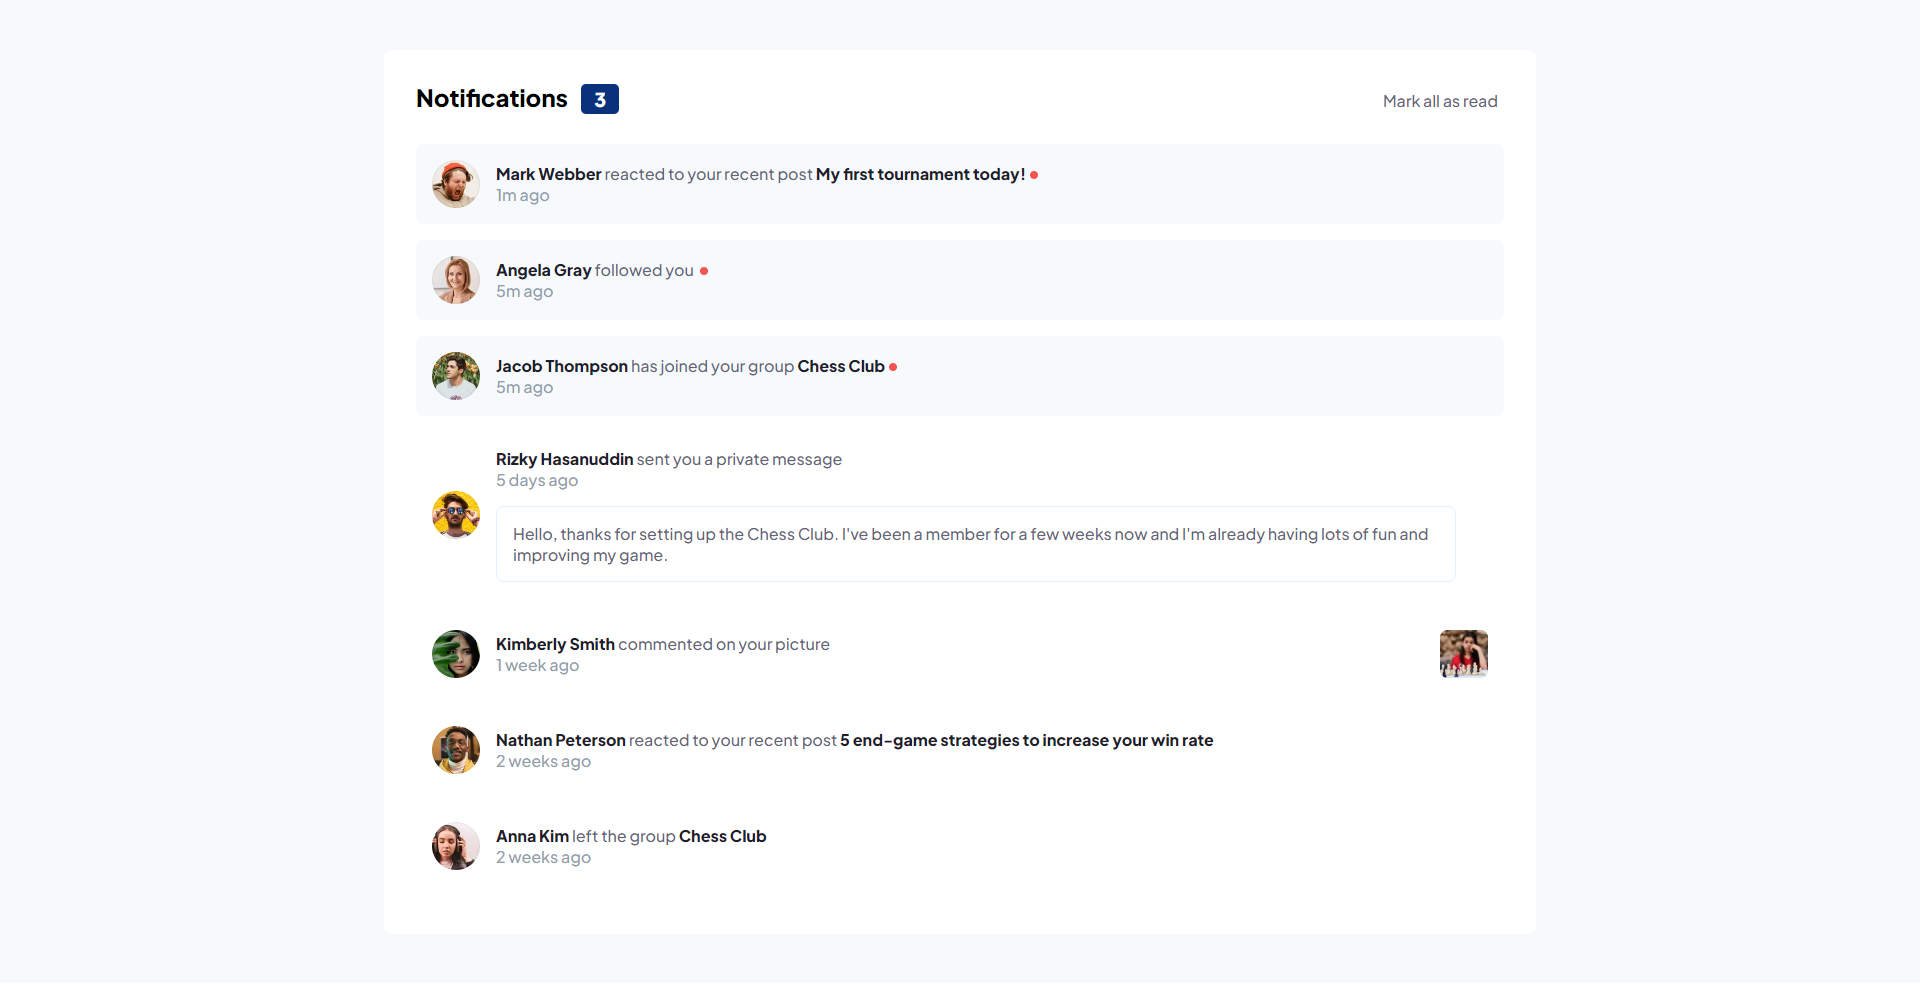 Notifications 3
Mark all as read
Mark Webber reacted to your recent post My first tournament today!
1m ago
Angela Gray followed you
5m ago
Jacob Thompson has joined your group Chess Club
5m ago
Rizky Hasanuddin sent you a private message
5 days ago
Hello, thanks for setting up the Chess Club. I've been a member for a few weeks now and I'm already having lots of fun and
improving my game.
Kimberly Smith commented on your picture
1 week ago
Nathan Peterson reacted to your recent post 5 end-game strategies to increase your win rate
2 weeks ago
Anna Kim left the group Chess Club
2 weeks ago